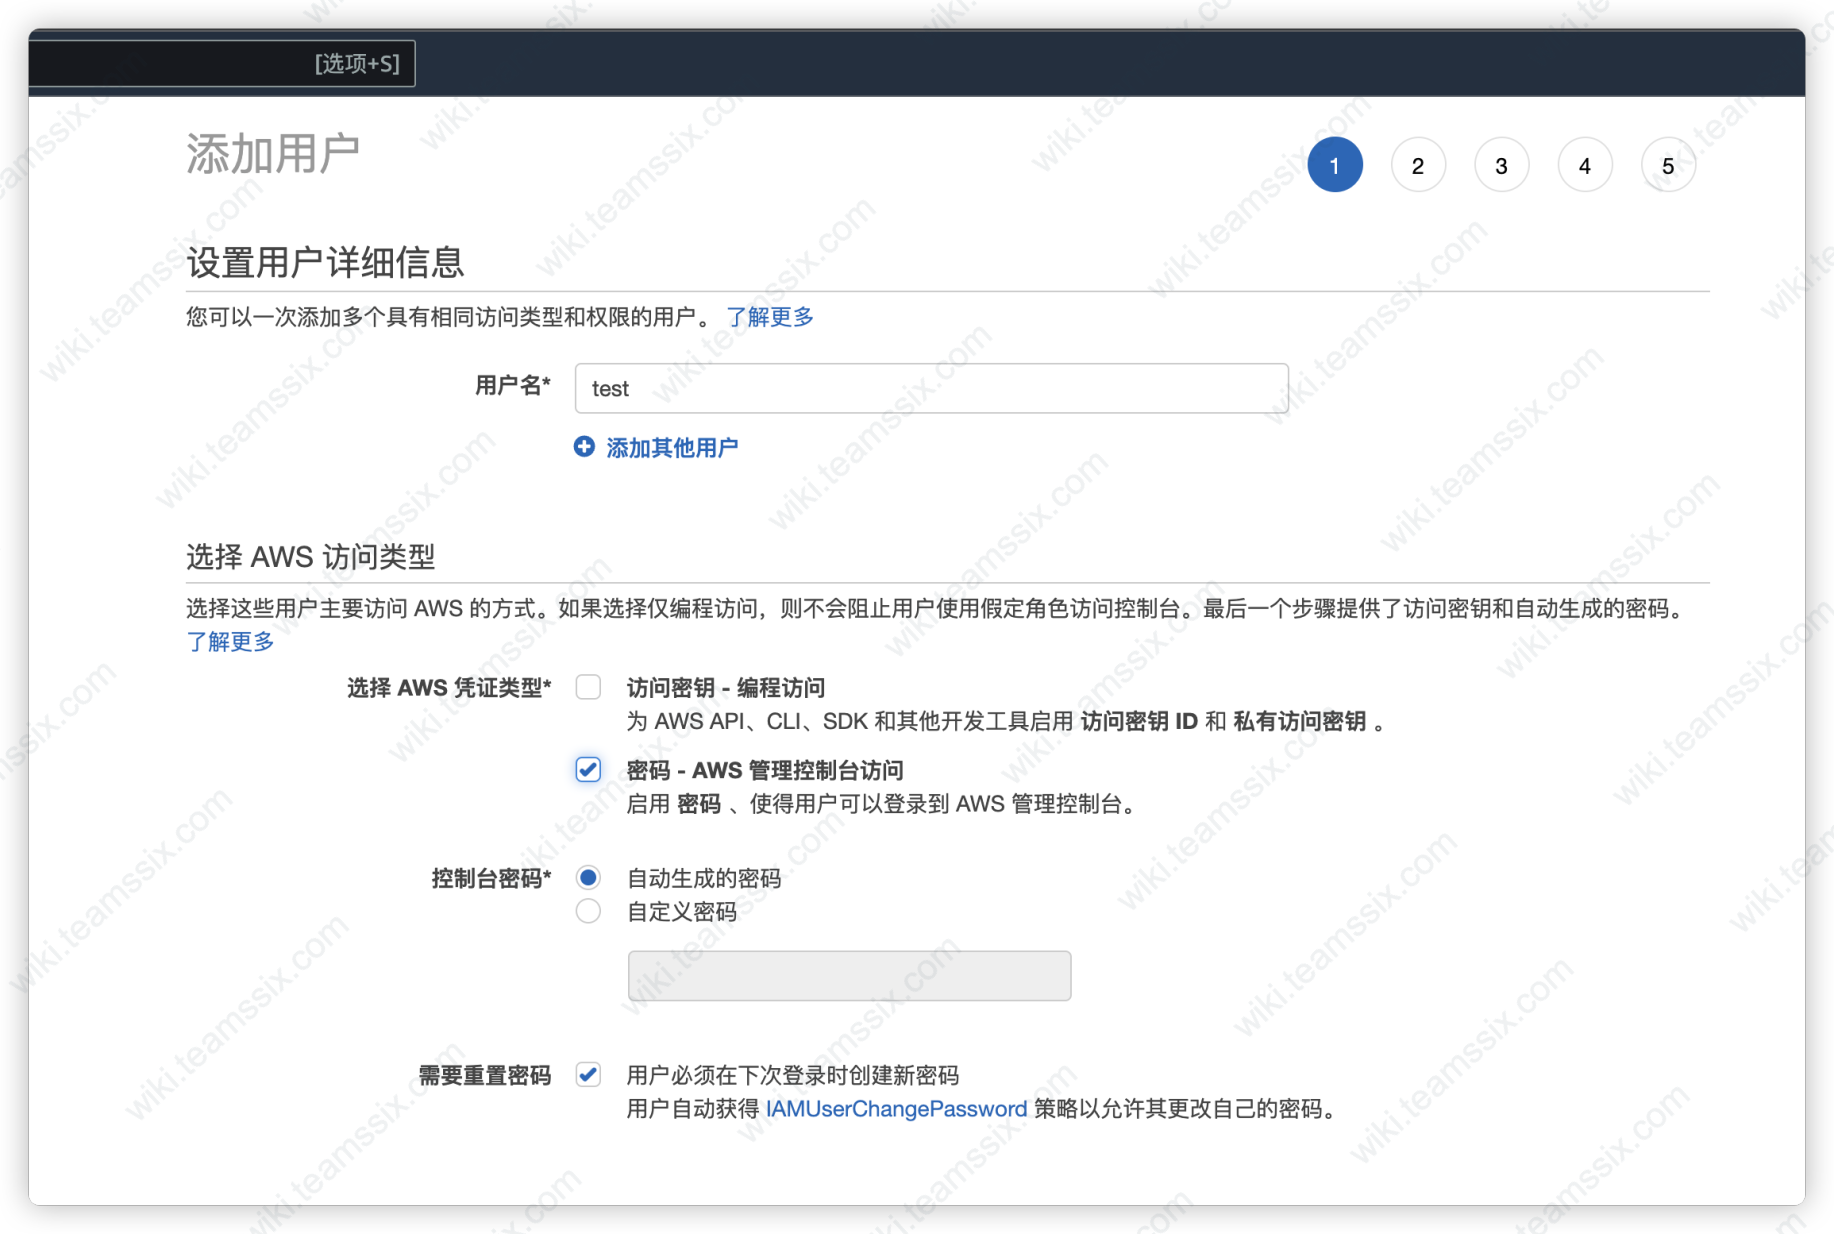 [选项+S]
添加用户
1 2 3 4 5
设置用户详细信息
您可以一次添加多个具有相同访问类型和权限的用户。 了解更多
用户名* test
添加其他用户
选择 AWS 访问类型
选择这些用户主要访问 AWS 的方式。如果选择仅编程访问，则不会阻止用户使用假定角色访问控制台。最后一个步骤提供了访问密钥和自动生成的密码。
了解更多
选择 AWS 凭证类型* 访问密钥 - 编程访问
为 AWS API、CLI、SDK 和其他开发工具启用 访问密钥 ID 和 私有访问密钥 。
密码 - AWS 管理控制台访问
启用 密码 、使得用户可以登录到 AWS 管理控制台。
控制台密码* 自动生成的密码
自定义密码
需要重置密码 用户必须在下次登录时创建新密码
用户自动获得 IAMUserChangePassword 策略以允许其更改自己的密码。
wiki.teamssix.com